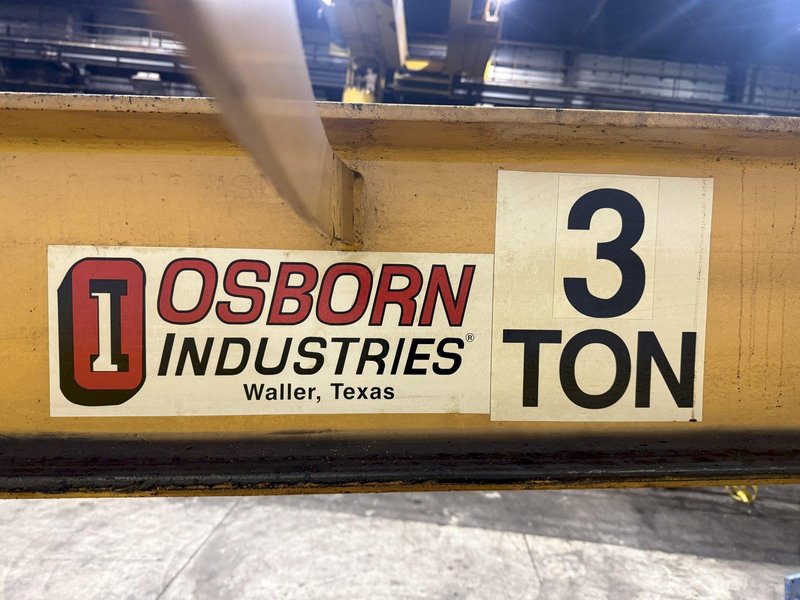 OSBORN
INDUSTRIES®
Waller, Texas
3
TON